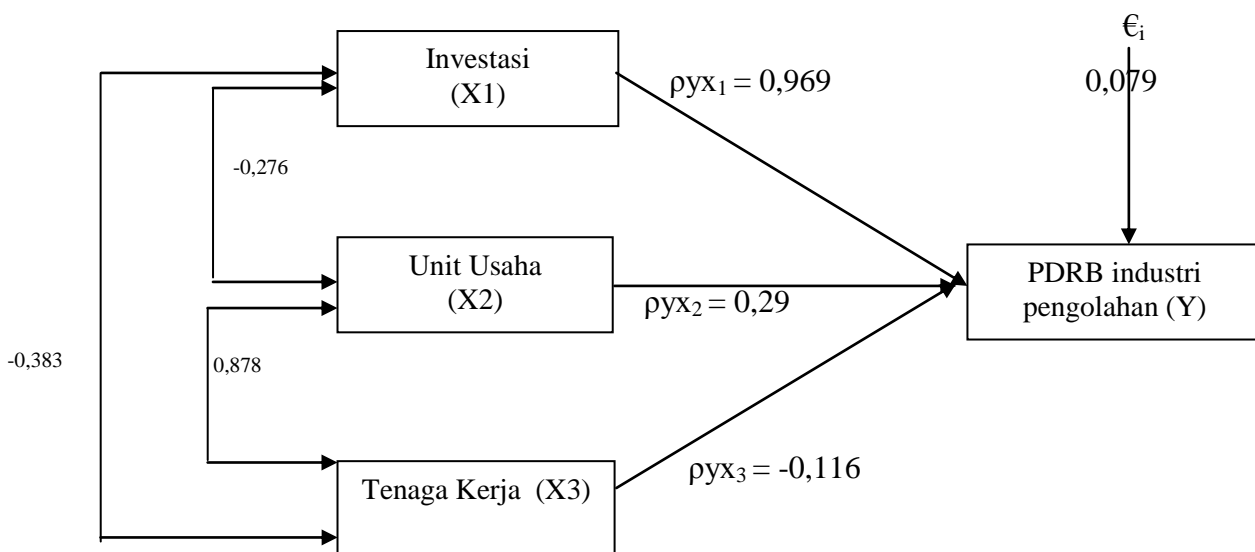 €i
Investasi
(X1)
ρyx1 = 0,969
0,079
-0,276
Unit Usaha
(X2)
ρyx2 = 0,29
PDRB industri
pengolahan (Y)
-0,383
0,878
Tenaga Kerja (X3)
ρyx3 = -0,116